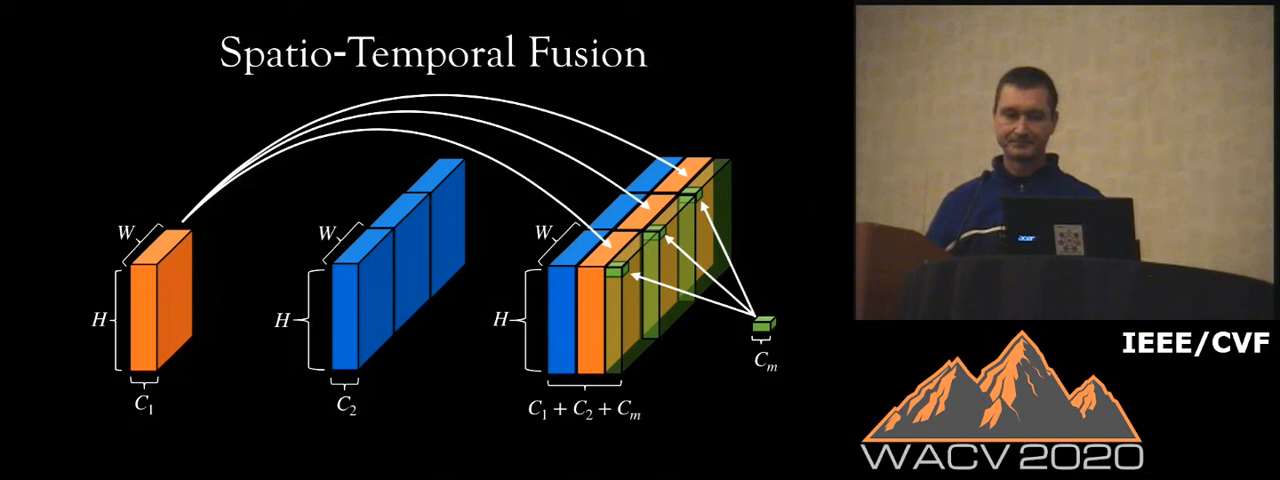 Spatio-Temporal Fusion
W
H
C1
W
H
C2
W
H
C1 + C2 + Cm
Cm
acer
IEEE/CVF
WACV 2020